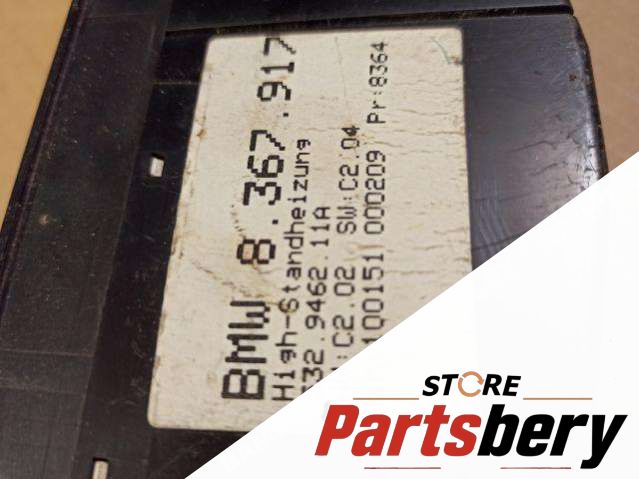 BMW 8.367.917
High-Standheizung
32.9462.11A
:C2.02 SW:C2.04
100151 000209 Pr:8364
STORE
Partsbery